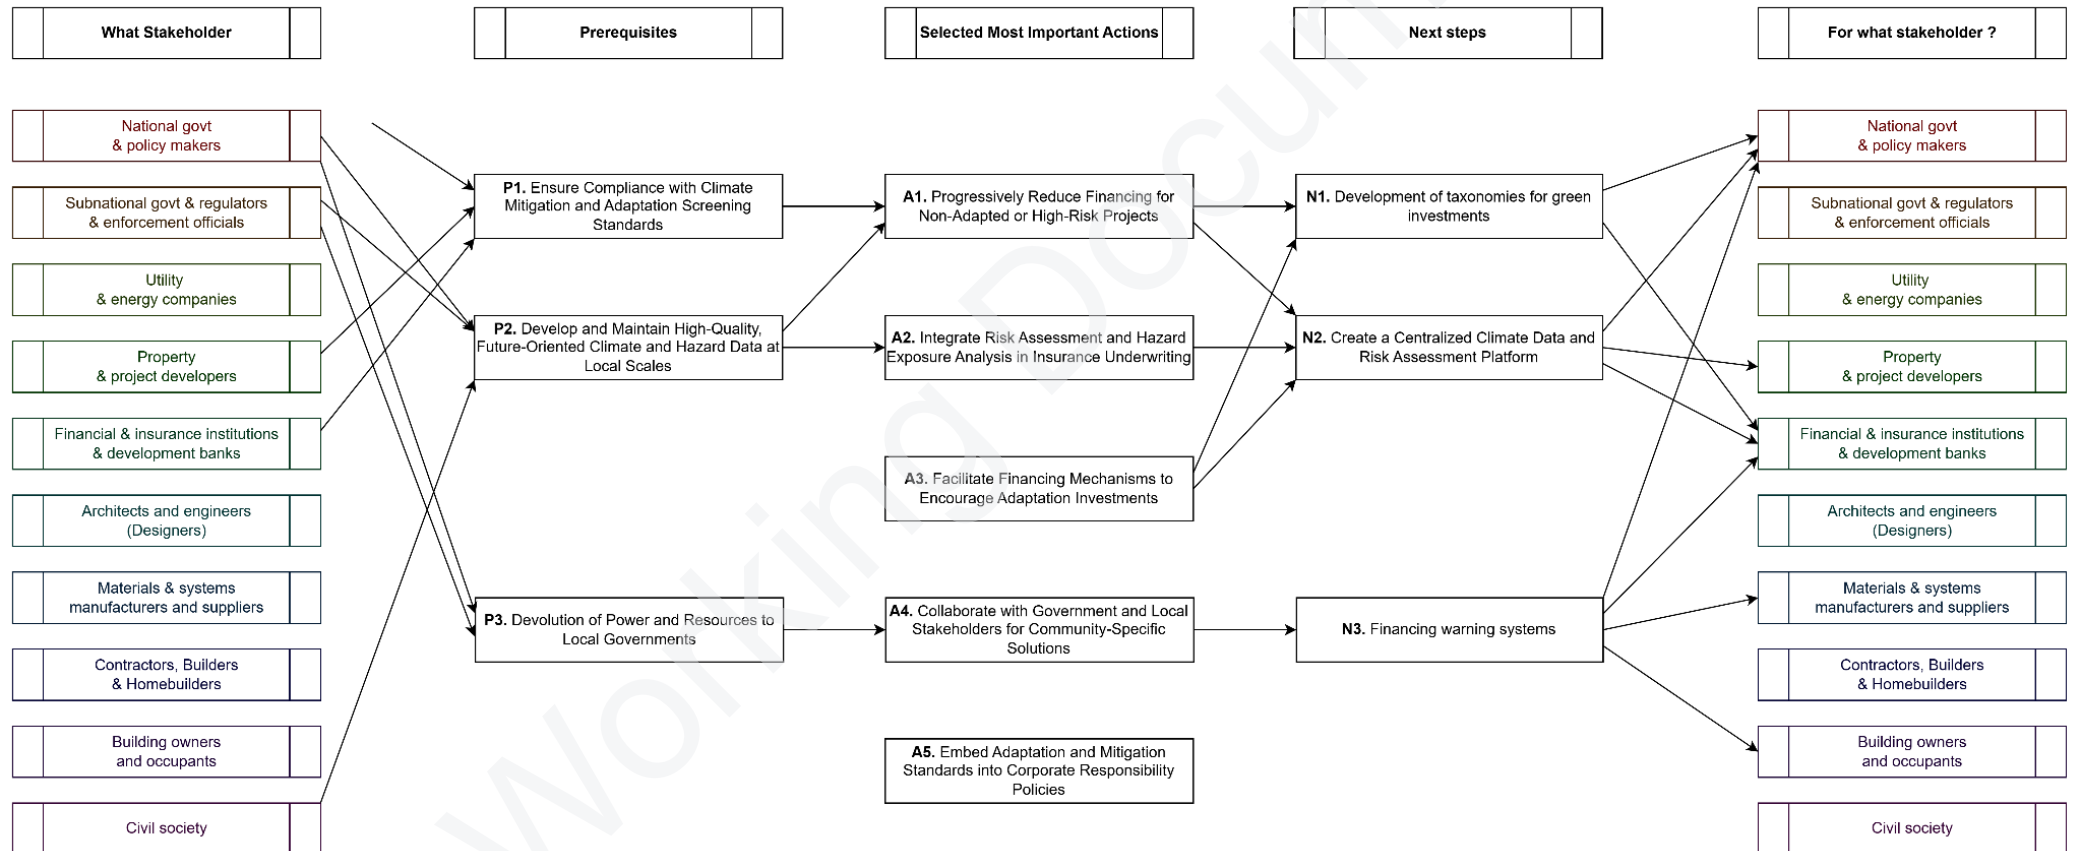 What Stakeholder
Prerequisites
Selected Most Important Actions
Next steps
For what stakeholder ?
National govt
& policy makers
Subnational govt & regulators
& enforcement officials
Utility
& energy companies
Property
& project developers
Financial & insurance institutions
& development banks
Architects and engineers
(Designers)
Materials & systems
manufacturers and suppliers
Contractors, Builders
& Homebuilders
Building owners
and occupants
Civil society
P1. Ensure Compliance with Climate
Mitigation and Adaptation Screening
Standards
P2. Develop and Maintain High-Quality,
Future-Oriented Climate and Hazard Data at
Local Scales
P3. Devolution of Power and Resources to
Local Governments
A1. Progressively Reduce Financing for
Non-Adapted or High-Risk Projects
A2. Integrate Risk Assessment and Hazard
Exposure Analysis in Insurance Underwriting
A3. Facilitate Financing Mechanisms to
Encourage Adaptation Investments
A4. Collaborate with Government and Local
Stakeholders for Community-Specific
Solutions
A5. Embed Adaptation and Mitigation
Standards into Corporate Responsibility
Policies
N1. Development of taxonomies for green
investments
N2. Create a Centralized Climate Data and
Risk Assessment Platform
N3. Financing warning systems
National govt
& policy makers
Subnational govt & regulators
& enforcement officials
Utility
& energy companies
Property
& project developers
Financial & insurance institutions
& development banks
Architects and engineers
(Designers)
Materials & systems
manufacturers and suppliers
Contractors, Builders
& Homebuilders
Building owners
and occupants
Civil society
Working Docum